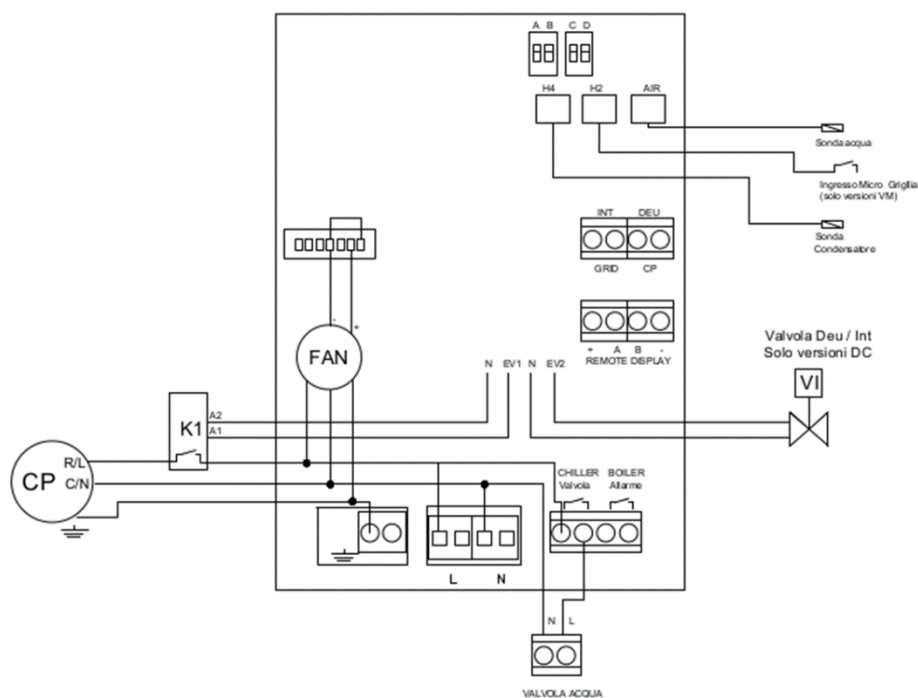 A B
C D
H4
H2
AIR
Sonda acqua
Ingresso Micro Griglia
(solo versioni VM)
Sonda
Condensatore
INT
DEU
GRID
CP
+ A B -
REMOTE DISPLAY
- +
FAN
Valvola Deu / Int
Solo versioni DC
VI
N EV1 N EV2
K1
A2
A1
CP
R/L
C/N
CHILLER
Valvola
BOILER
Allarme
L N
N L
VALVOLA ACQUA